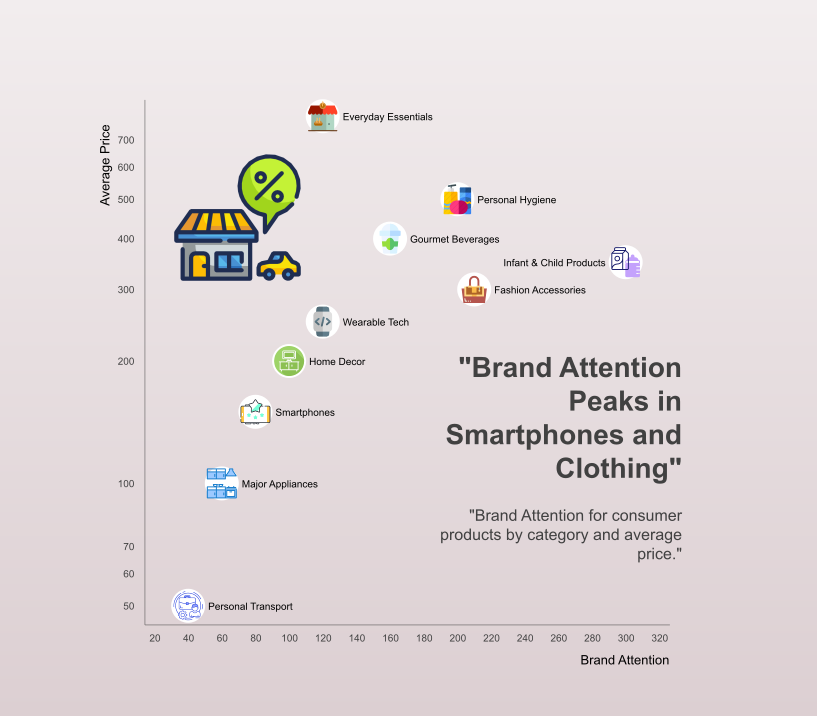 Everyday Essentials
Average Price
700
600
500
400
300
200
100
70
60
50
Personal Hygiene
Gourmet Beverages
Infant & Child Products
Fashion Accessories
Wearable Tech
Home Decor
Smartphones
Major Appliances
Personal Transport
"Brand Attention
Peaks in
Smartphones and
Clothing"
"Brand Attention for consumer
products by category and average
price."
20 40 60 80 100 120 140 160 180 200 220 240 260 280 300 320
Brand Attention